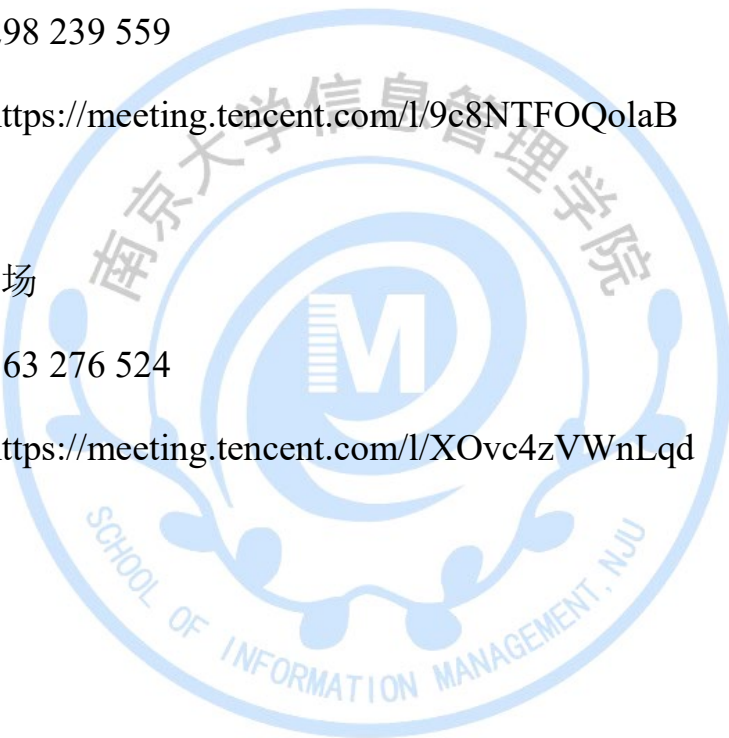 98 239 559
ttps://meeting.tencent.com/l/9c8NTFOQolaB
南京大学信息管理学院
场
63 276 524
ttps://meeting.tencent.com/l/XOvc4zVWnLqd
M
SCHOOL OF INFORMATION MANAGEMENT, NJU